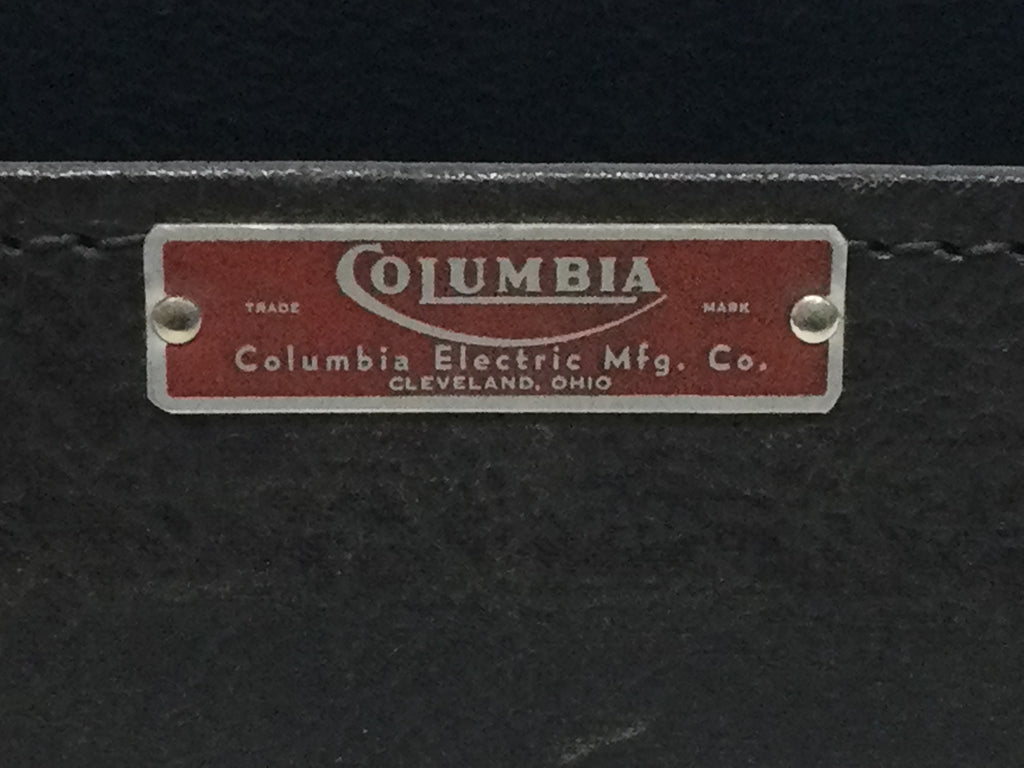 COLUMBIA
TRADE MARK
Columbia Electric Mfg. Co.
CLEVELAND, OHIO